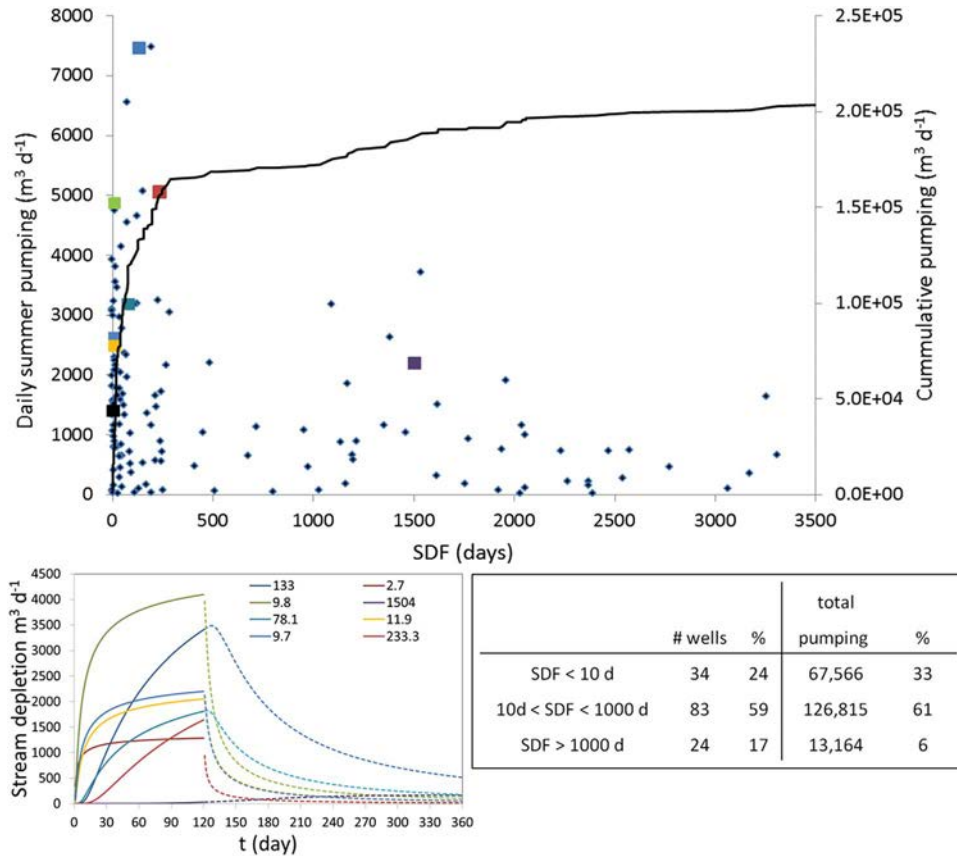 8000
7000
6000
5000
4000
3000
2000
1000
0
Daily summer pumping (m³ d⁻¹)
2.5E+05
2.0E+05
1.5E+05
1.0E+05
5.0E+04
0.0E+00
Cummulative pumping (m³ d⁻¹)
0 500 1000 1500 2000 2500 3000 3500
SDF (days)
4500
4000
3500
3000
2500
2000
1500
1000
500
0
Stream depletion m³ d⁻¹
133 2.7
9.8 1504
78.1 11.9
9.7 233.3
0 30 60 90 120 150 180 210 240 270 300 330 360
t (day)
total
# wells % pumping %
SDF < 10 d 34 24 67,566 33
10d < SDF < 1000 d 83 59 126,815 61
SDF > 1000 d 24 17 13,164 6